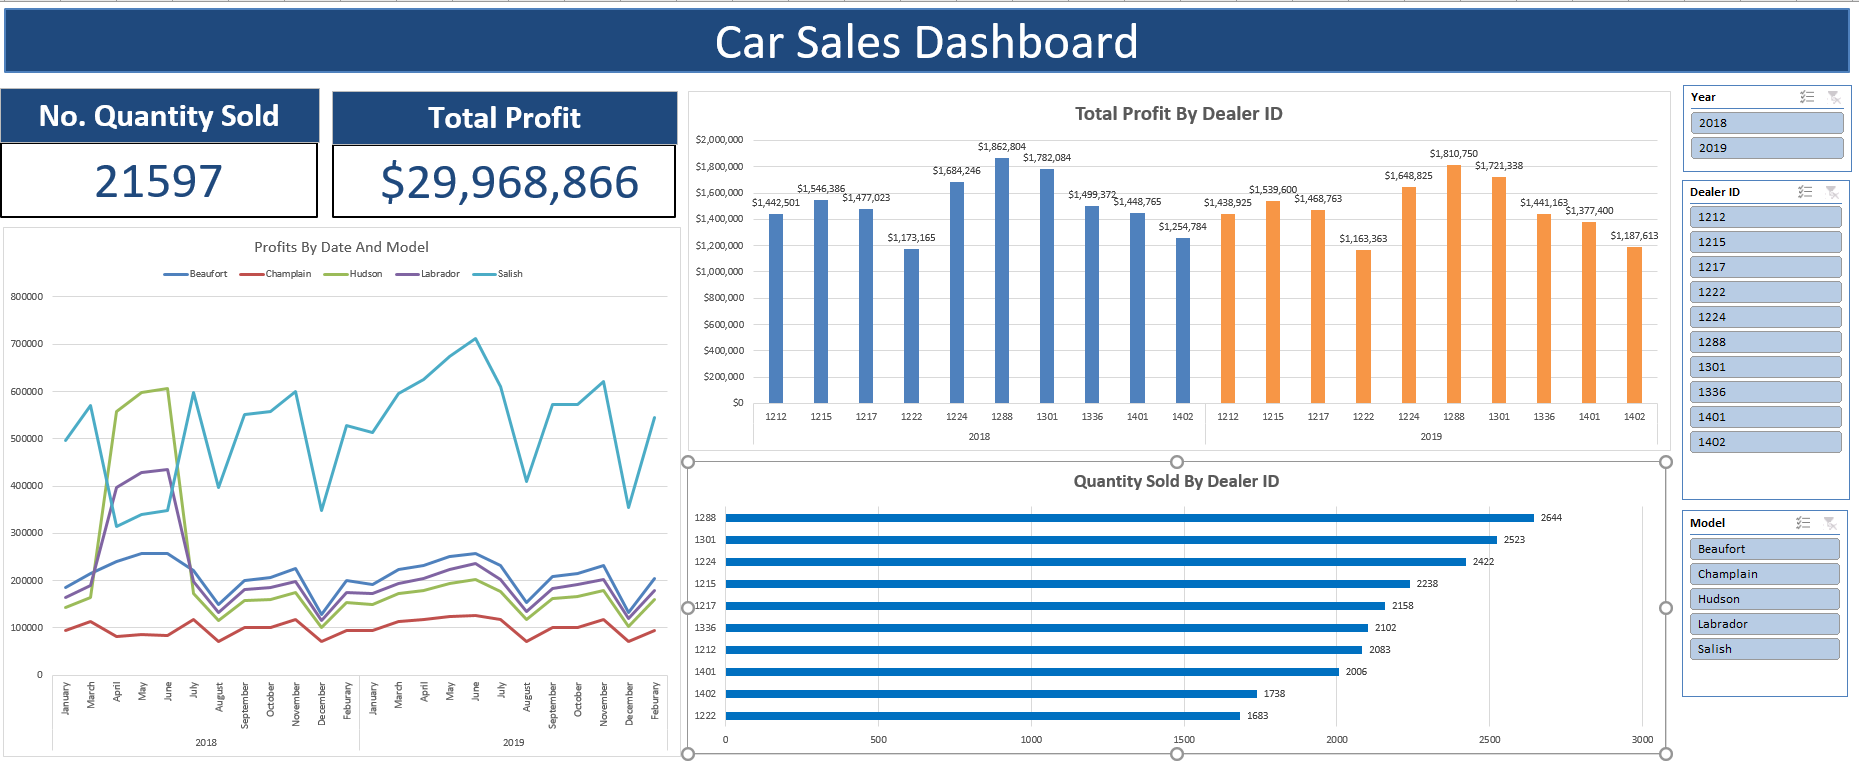 Car Sales Dashboard
No. Quantity Sold
21597
Total Profit
$29,968,866
Profits By Date And Model
Beaufort Champlain Hudson Labrador Salish
800000
700000
600000
500000
400000
300000
200000
100000
0
January March April May June July August September October November December Feburary January March April May June July August September October November December Feburary
2018 2019
Total Profit By Dealer ID
$2,000,000
$1,800,000
$1,600,000
$1,400,000
$1,200,000
$1,000,000
$800,000
$600,000
$400,000
$200,000
$0
$1,442,501 $1,546,386 $1,477,023 $1,173,165 $1,684,246 $1,862,804 $1,782,084 $1,499,372 $1,448,765 $1,254,784 $1,438,925 $1,539,600 $1,468,763 $1,163,363 $1,648,825 $1,810,750 $1,721,338 $1,441,163 $1,377,400 $1,187,613
1212 1215 1217 1222 1224 1288 1301 1336 1401 1402 1212 1215 1217 1222 1224 1288 1301 1336 1401 1402
2018 2019
Quantity Sold By Dealer ID
1288 2644
1301 2523
1224 2422
1215 2238
1217 2158
1336 2102
1212 2083
1401 2006
1402 1738
1222 1683
0 500 1000 1500 2000 2500 3000
Year
2018
2019
Dealer ID
1212
1215
1217
1222
1224
1288
1301
1336
1401
1402
Model
Beaufort
Champlain
Hudson
Labrador
Salish